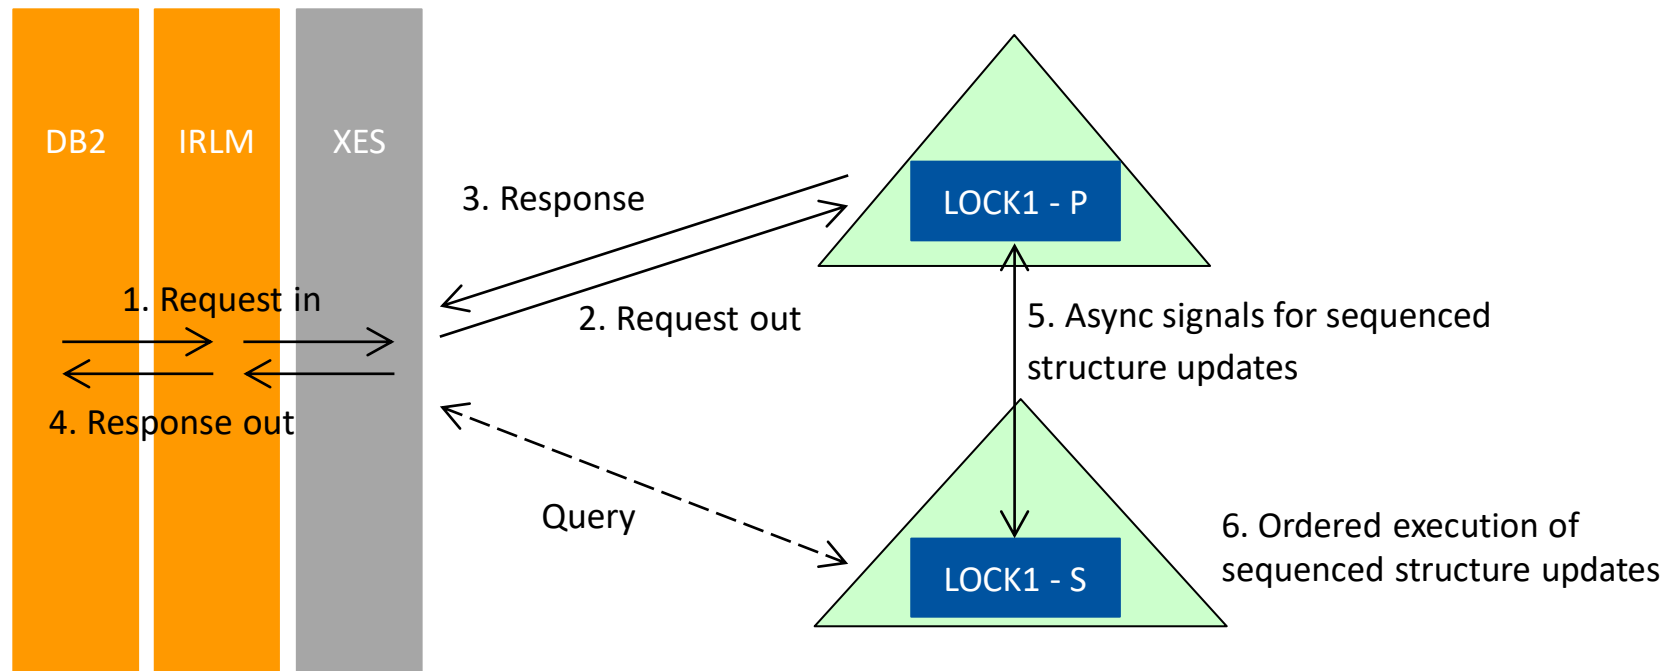 DB2
IRLM
XES
3. Response
LOCK1 - P
1. Request in
2. Request out
5. Async signals for sequenced
structure updates
4. Response out
Query
LOCK1 - S
6. Ordered execution of
sequenced structure updates